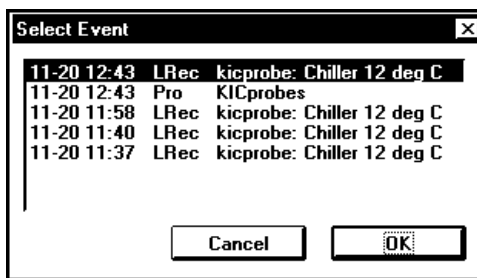 Select Event
11-20 12:43 LRec kicprobe: Chiller 12 deg C
11-20 12:43 Pro KICprobes
11-20 11:58 LRec kicprobe: Chiller 12 deg C
11-20 11:40 LRec kicprobe: Chiller 12 deg C
11-20 11:37 LRec kicprobe: Chiller 12 deg C
Cancel OK